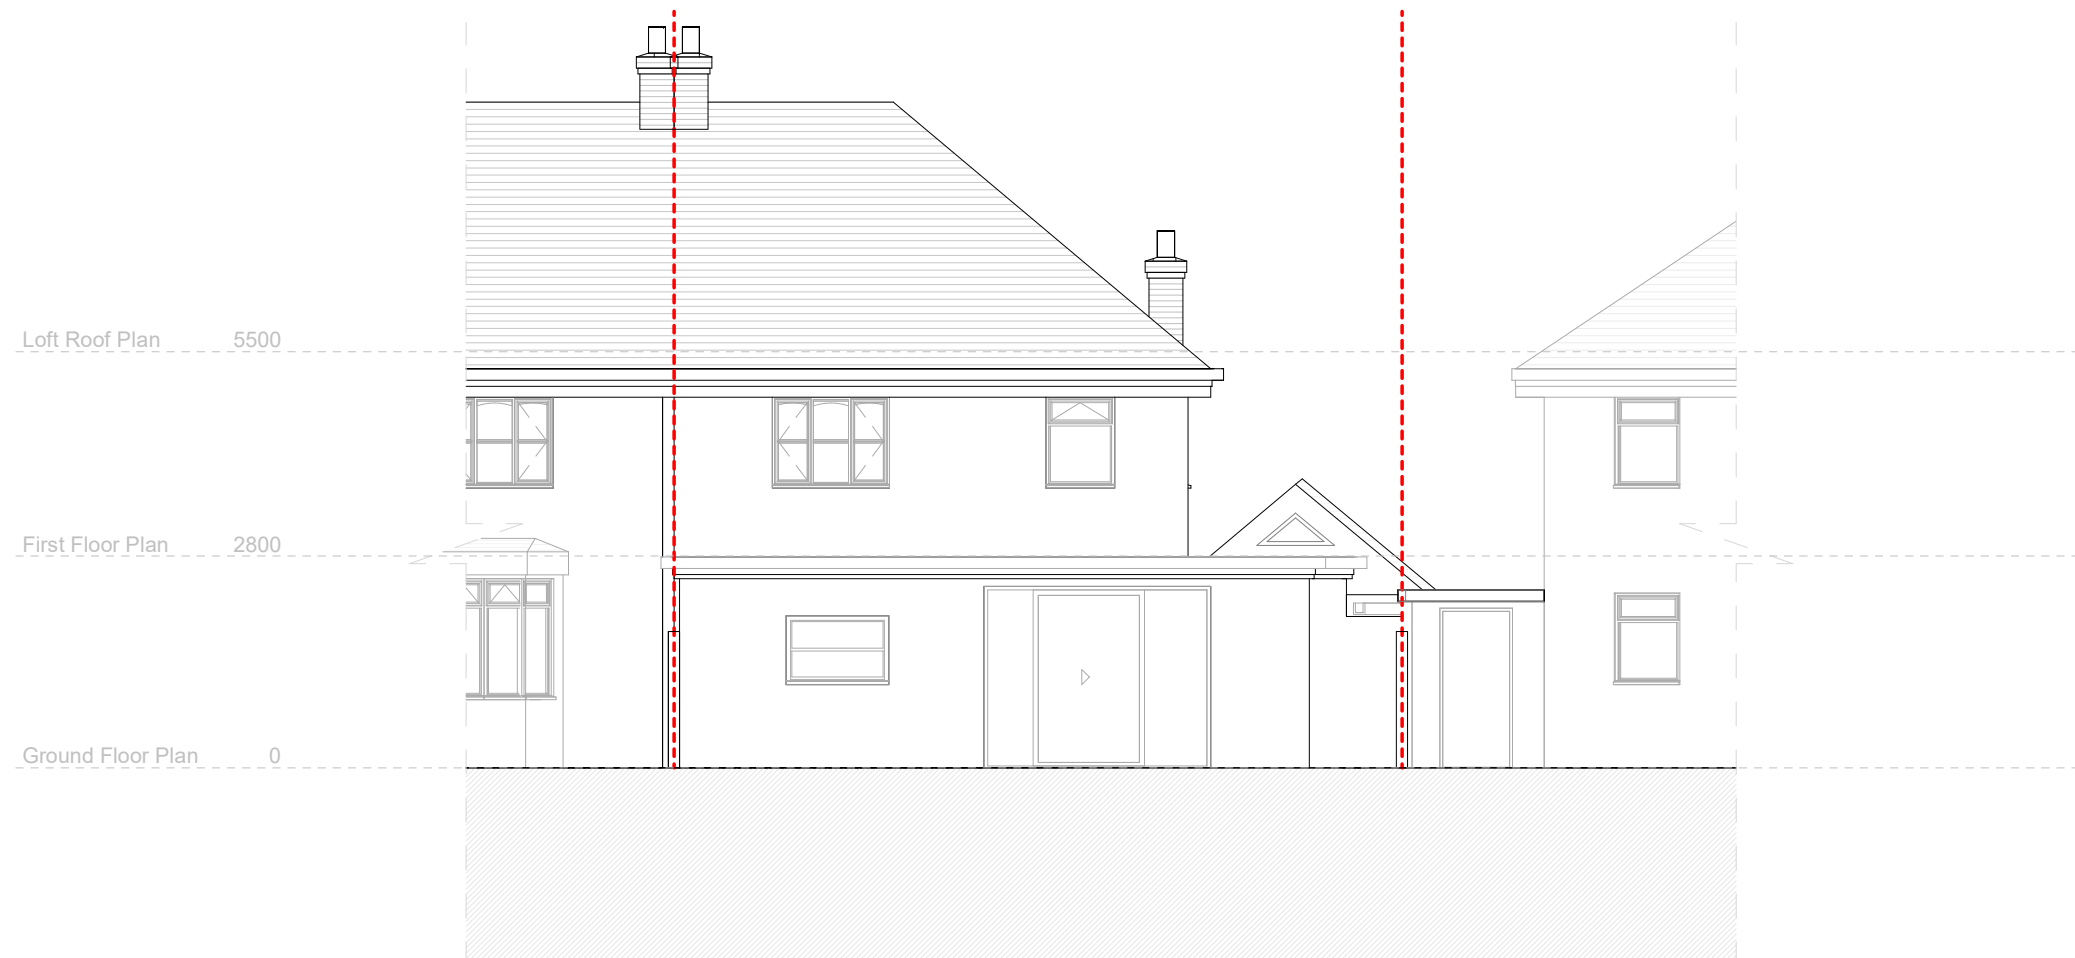 Loft Roof Plan 5500
First Floor Plan 2800
Ground Floor Plan 0